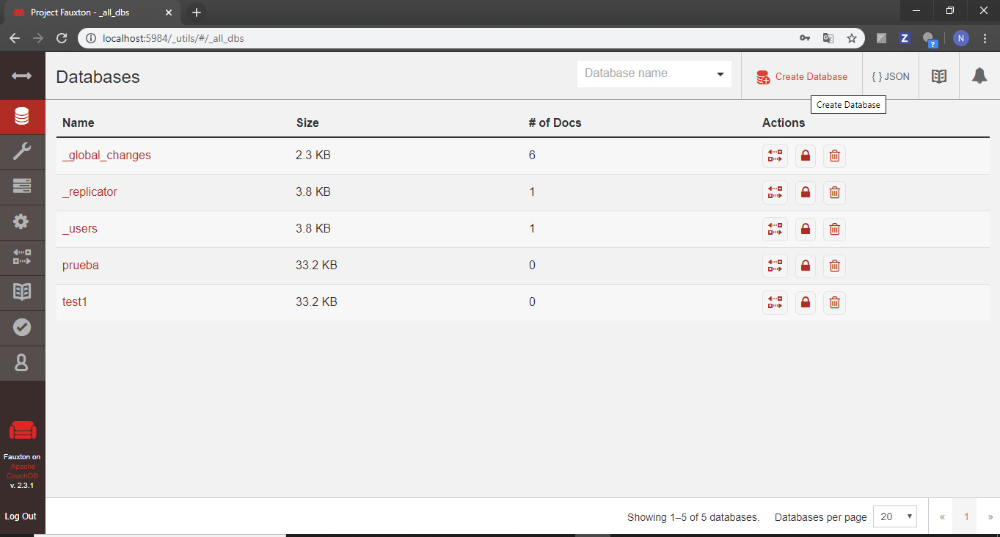 Project Fauxton - _all_dbs
localhost:5984/_utils/#/_all_dbs
Z
?
N
Databases
Database name
Create Database
{ } JSON
Create Database
Name Size # of Docs Actions
_global_changes 2.3 KB 6
_replicator 3.8 KB 1
_users 3.8 KB 1
prueba 33.2 KB 0
test1 33.2 KB 0
Fauxton on
Apache
CouchDB
v. 2.3.1
Log Out
Showing 1–5 of 5 databases. Databases per page 20 « 1 »